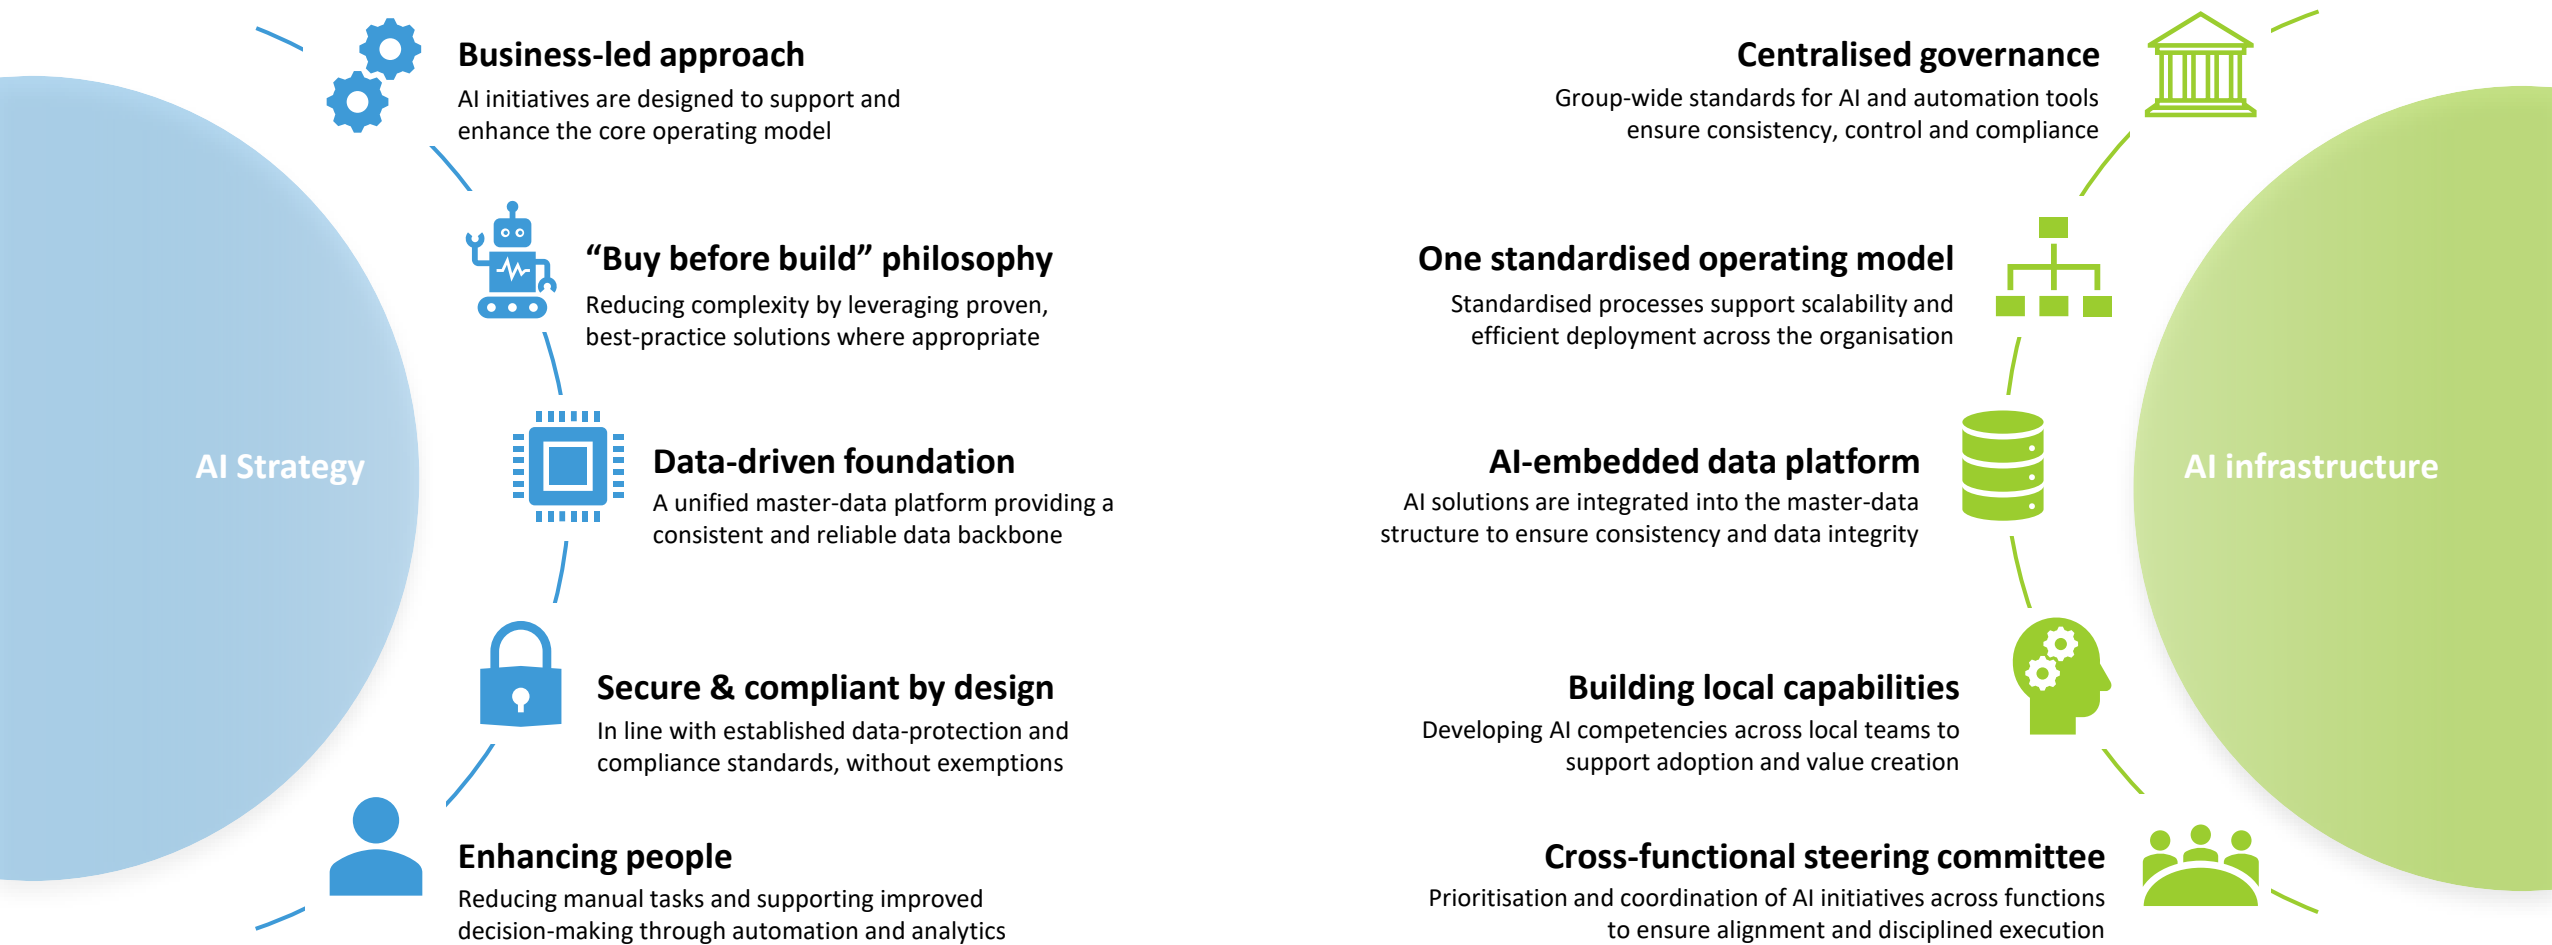 AI Strategy
Business-led approach
AI initiatives are designed to support and
enhance the core operating model
“Buy before build” philosophy
Reducing complexity by leveraging proven,
best-practice solutions where appropriate
Data-driven foundation
A unified master-data platform providing a
consistent and reliable data backbone
Secure & compliant by design
In line with established data-protection and
compliance standards, without exemptions
Enhancing people
Reducing manual tasks and supporting improved
decision-making through automation and analytics
AI infrastructure
Centralised governance
Group-wide standards for AI and automation tools
ensure consistency, control and compliance
One standardised operating model
Standardised processes support scalability and
efficient deployment across the organisation
AI-embedded data platform
AI solutions are integrated into the master-data
structure to ensure consistency and data integrity
Building local capabilities
Developing AI competencies across local teams to
support adoption and value creation
Cross-functional steering committee
Prioritisation and coordination of AI initiatives across functions
to ensure alignment and disciplined execution